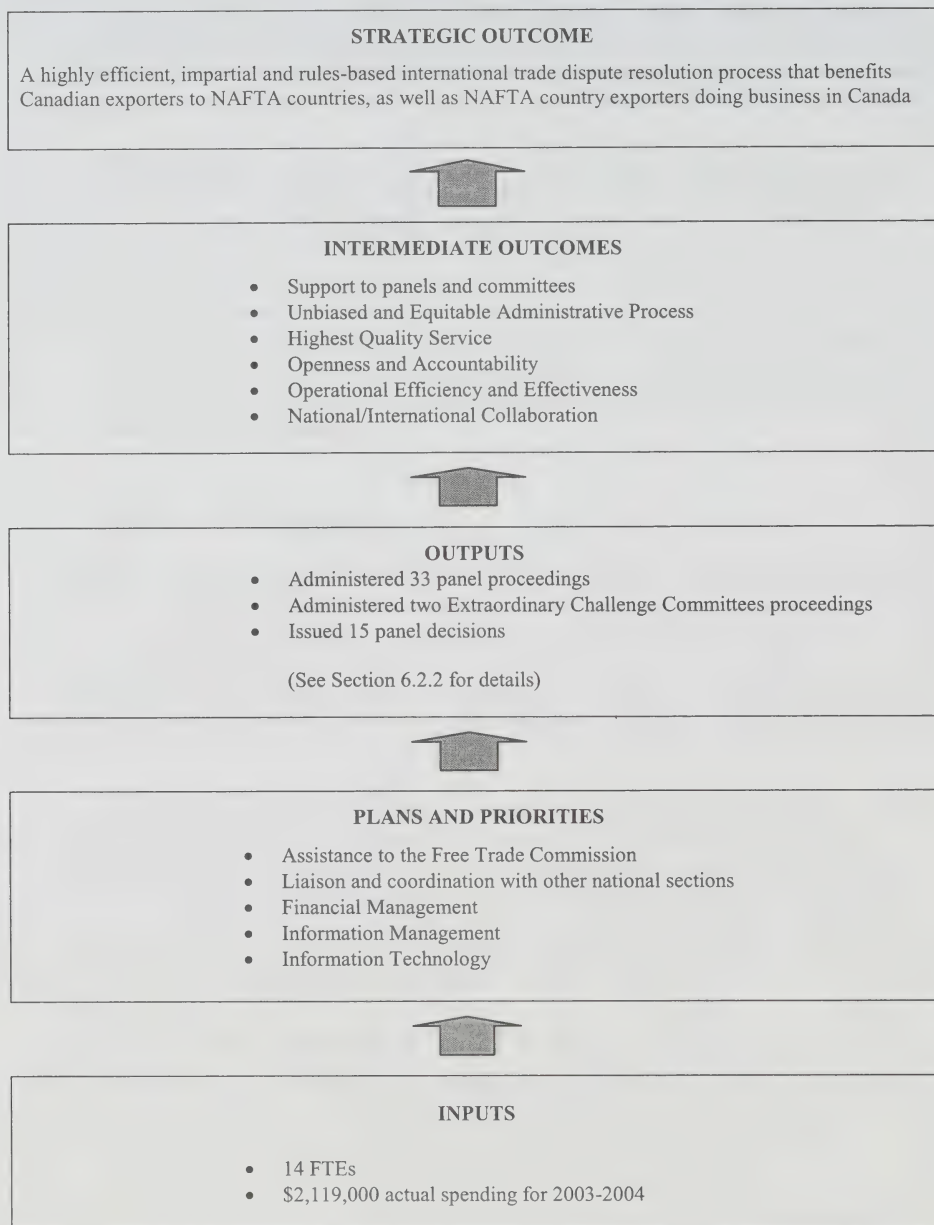 STRATEGIC OUTCOME
A highly efficient, impartial and rules-based international trade dispute resolution process that benefits
Canadian exporters to NAFTA countries, as well as NAFTA country exporters doing business in Canada
INTERMEDIATE OUTCOMES
• Support to panels and committees
• Unbiased and Equitable Administrative Process
• Highest Quality Service
• Openness and Accountability
• Operational Efficiency and Effectiveness
• National/International Collaboration
OUTPUTS
• Administered 33 panel proceedings
• Administered two Extraordinary Challenge Committees proceedings
• Issued 15 panel decisions
(See Section 6.2.2 for details)
PLANS AND PRIORITIES
• Assistance to the Free Trade Commission
• Liaison and coordination with other national sections
• Financial Management
• Information Management
• Information Technology
INPUTS
• 14 FTEs
• $2,119,000 actual spending for 2003-2004